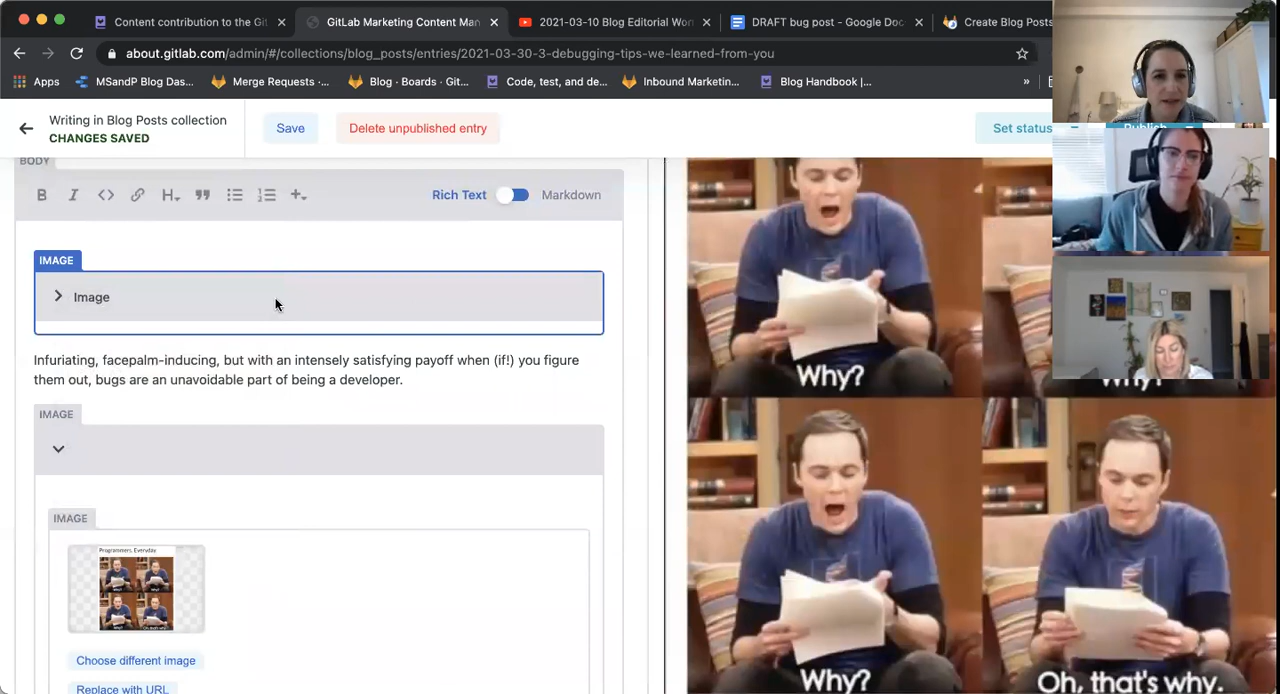 Content contribution to the Git
GitLab Marketing Content Man
2021-03-10 Blog Editorial Wor
DRAFT bug post - Google Doc
Create Blog Posts
about.gitlab.com/admin/#/collections/blog_posts/entries/2021-03-30-3-debugging-tips-we-learned-from-you
Apps
MSandP Blog Das...
Merge Requests ·...
Blog · Boards · Git...
Code, test, and de...
Inbound Marketin...
Blog Handbook |...
»
Writing in Blog Posts collection
CHANGES SAVED
Save
Delete unpublished entry
Set status
Publish
BODY
B I <> H
Rich Text
Markdown
IMAGE
Image
Infuriating, facepalm-inducing, but with an intensely satisfying payoff when (if!) you figure
them out, bugs are an unavoidable part of being a developer.
IMAGE
IMAGE
Programmers, Everyday
Choose different image
Replace with URL
Why?
Why?
Why?
Oh, that's why.